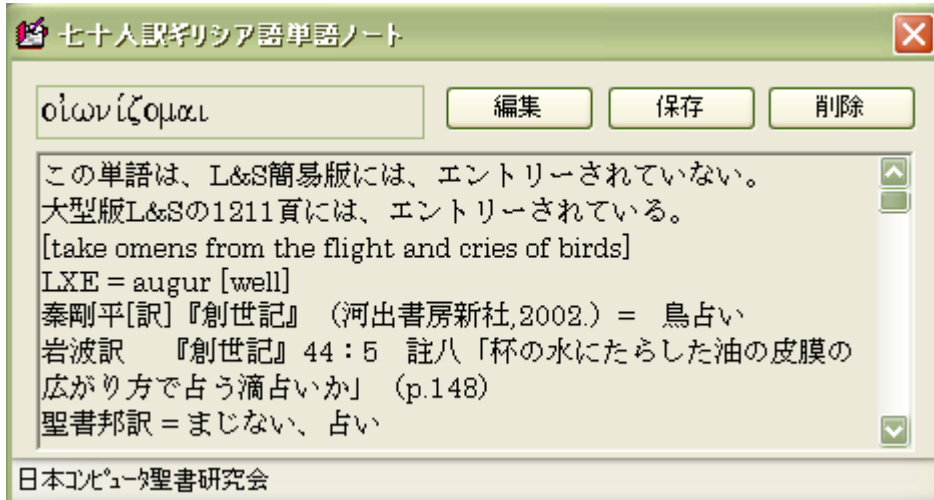 七十人訳ギリシア語単語ノート
οἰωνίζομαι
編集 保存 削除
この単語は、L&S簡易版には、エントリーされていない。
大型版L&Sの1211頁には、エントリーされている。
[take omens from the flight and cries of birds]
LXE = augur [well]
秦剛平[訳]『創世記』（河出書房新社,2002.）= 鳥占い
岩波訳 『創世記』44：5 註八「杯の水にたらした油の皮膜の
広がり方で占う滴占いか」（p.148）
聖書邦訳 = まじない、占い
日本ｺﾝﾋﾟｭｰﾀ聖書研究会